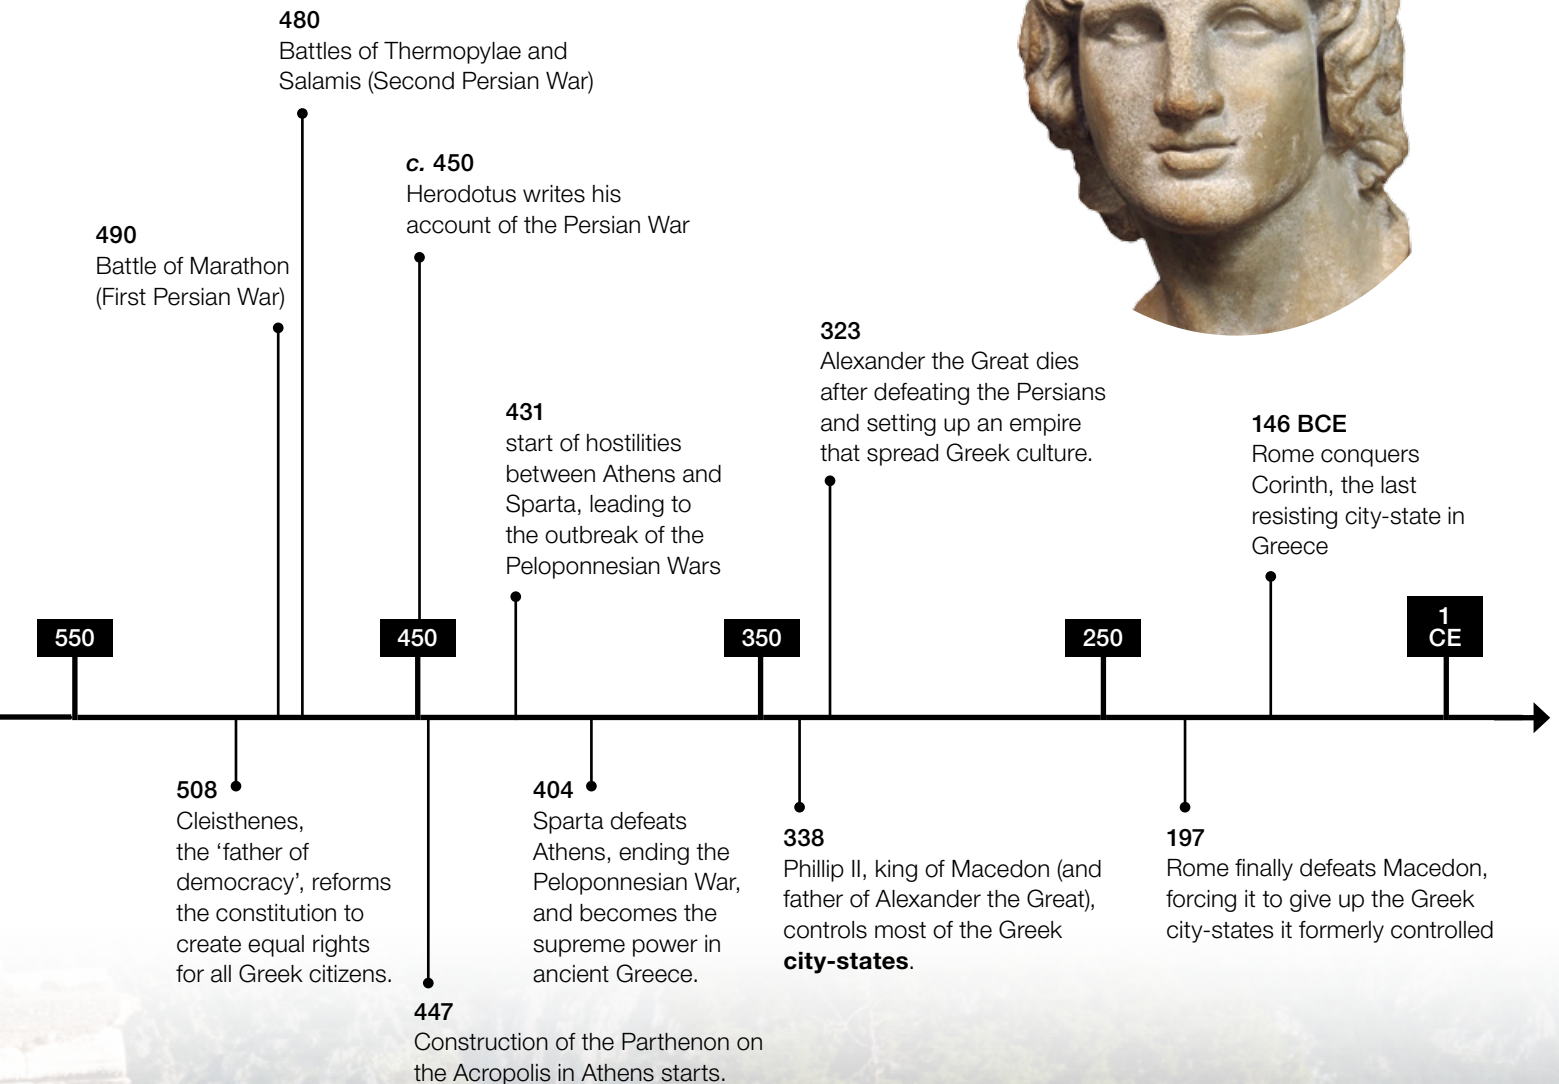 480
Battles of Thermopylae and
Salamis (Second Persian War)
c. 450
Herodotus writes his
account of the Persian War
490
Battle of Marathon
(First Persian War)
323
Alexander the Great dies
after defeating the Persians
and setting up an empire
that spread Greek culture.
431
start of hostilities
between Athens and
Sparta, leading to
the outbreak of the
Peloponnesian Wars
146 BCE
Rome conquers
Corinth, the last
resisting city-state in
Greece
550
450
350
250
1
CE
508
Cleisthenes,
the ‘father of
democracy’, reforms
the constitution to
create equal rights
for all Greek citizens.
447
Construction of the Parthenon on
the Acropolis in Athens starts.
404
Sparta defeats
Athens, ending the
Peloponnesian War,
and becomes the
supreme power in
ancient Greece.
338
Phillip II, king of Macedon (and
father of Alexander the Great),
controls most of the Greek
city-states.
197
Rome finally defeats Macedon,
forcing it to give up the Greek
city-states it formerly controlled